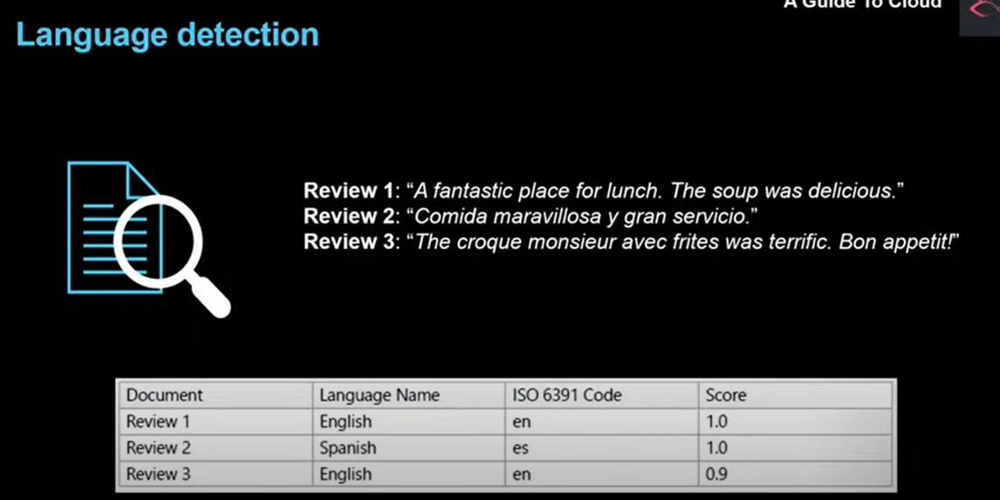 A Guide To Cloud
Language detection
Review 1: “A fantastic place for lunch. The soup was delicious.”
Review 2: “Comida maravillosa y gran servicio.”
Review 3: “The croque monsieur avec frites was terrific. Bon appetit!”
Document Language Name ISO 6391 Code Score
Review 1 English en 1.0
Review 2 Spanish es 1.0
Review 3 English en 0.9